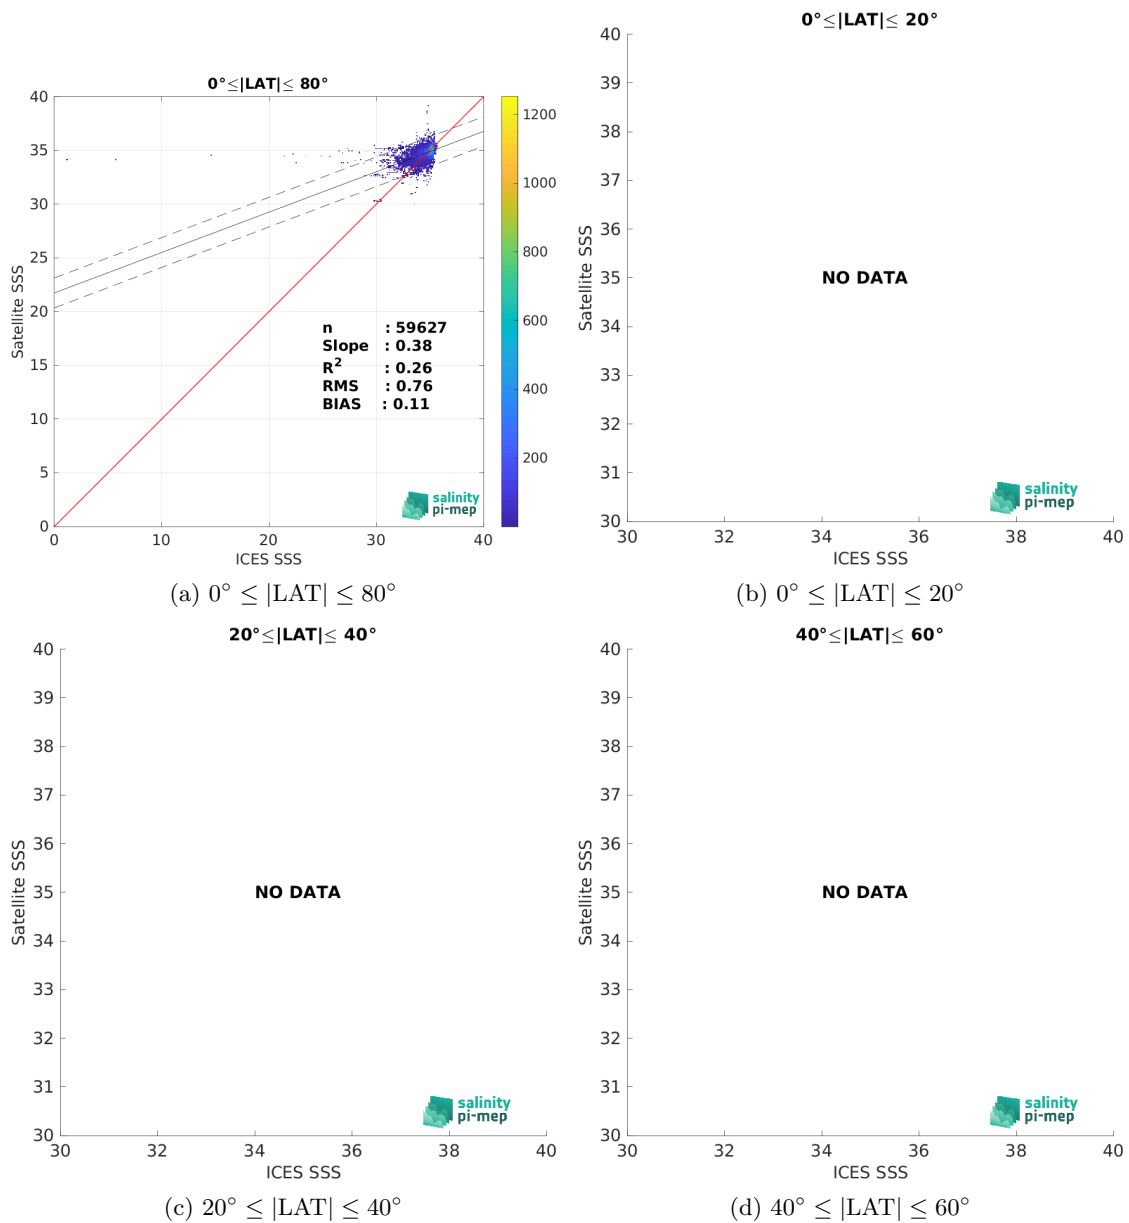 0°≤|LAT|≤ 80°
40
35
30
25
20
15
10
5
0
Satellite SSS
0
10
20
30
40
ICES SSS
n : 59627
Slope : 0.38
R² : 0.26
RMS : 0.76
BIAS : 0.11
salinity
pi-mep
1200
1000
800
600
400
200
(a) 0° ≤ |LAT| ≤ 80°
0°≤|LAT|≤ 20°
40
39
38
37
36
35
34
33
32
31
30
Satellite SSS
NO DATA
salinity
pi-mep
30
32
34
36
38
40
ICES SSS
(b) 0° ≤ |LAT| ≤ 20°
20°≤|LAT|≤ 40°
40
39
38
37
36
35
34
33
32
31
30
Satellite SSS
NO DATA
salinity
pi-mep
30
32
34
36
38
40
ICES SSS
(c) 20° ≤ |LAT| ≤ 40°
40°≤|LAT|≤ 60°
40
39
38
37
36
35
34
33
32
31
30
Satellite SSS
NO DATA
salinity
pi-mep
30
32
34
36
38
40
ICES SSS
(d) 40° ≤ |LAT| ≤ 60°